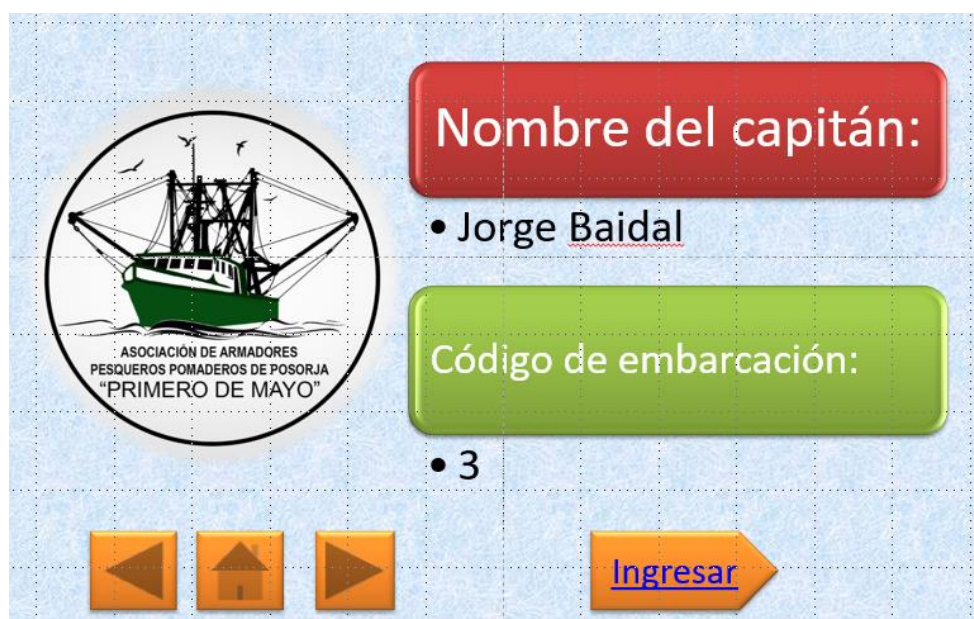 Nombre del capitán:
• Jorge Baidal
ASOCIACIÓN DE ARMADORES
PESQUEROS POMADEROS DE POSORJA
“PRIMERO DE MAYO”
Código de embarcación:
• 3
Ingresar